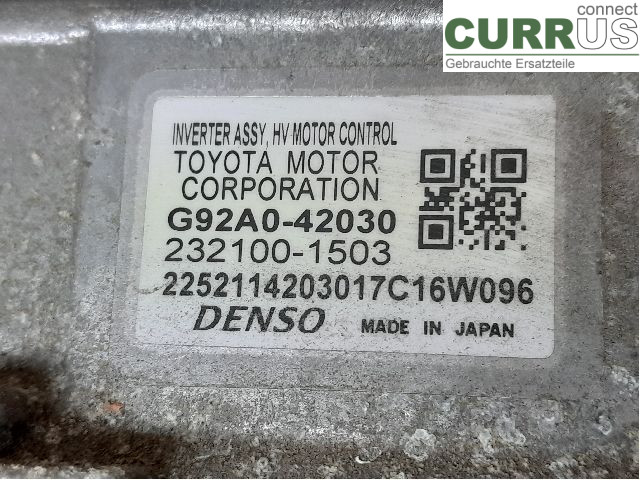 connect
CURRUS
Gebrauchte Ersatzteile
INVERTER ASSY, HV MOTOR CONTROL
TOYOTA MOTOR
CORPORATION
G92A0-42030
232100-1503
2252114203017C16W096
DENSO MADE IN JAPAN